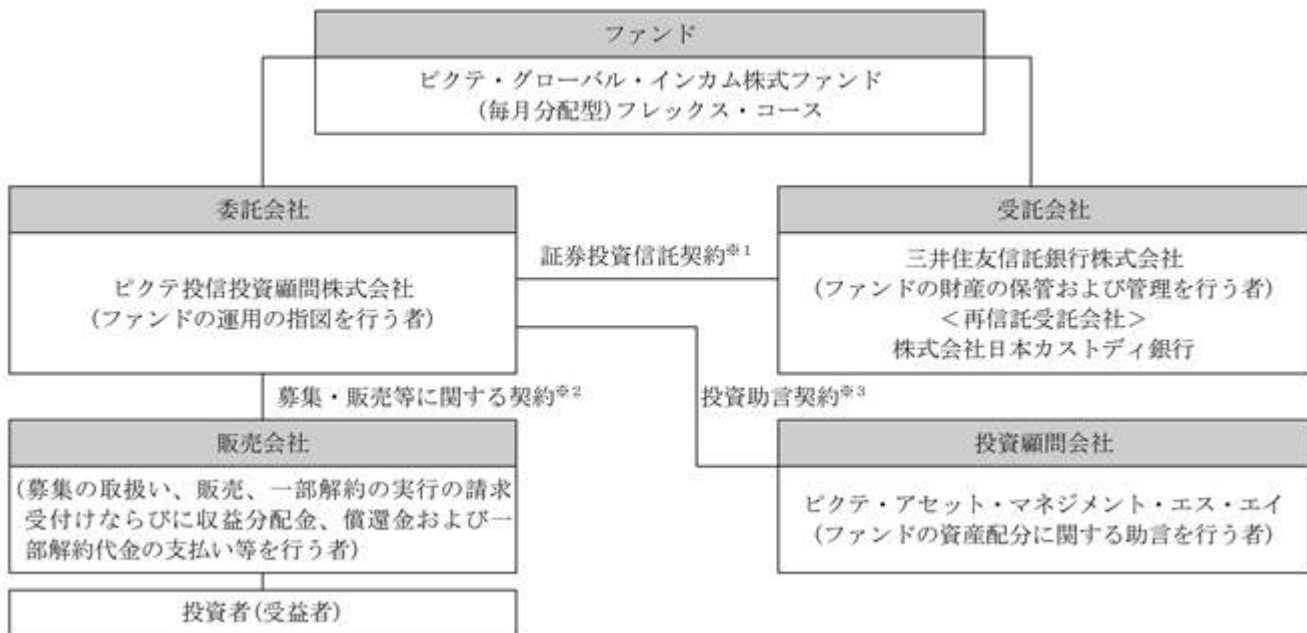 ファンド
ピクテ・グローバル・インカム株式ファンド
(毎月分配型)フレックス・コース
委託会社
ピクテ投信投資顧問株式会社
(ファンドの運用の指図を行う者)
証券投資信託契約※1
受託会社
三井住友信託銀行株式会社
(ファンドの財産の保管および管理を行う者)
<再信託受託会社>
株式会社日本カストディ銀行
募集・販売等に関する契約※2
投資助言契約※3
販売会社
(募集の取扱い、販売、一部解約の実行の請求
受付けならびに収益分配金、償還金および一
部解約代金の支払い等を行う者)
投資顧問会社
ピクテ・アセット・マネジメント・エス・エイ
(ファンドの資産配分に関する助言を行う者)
投資者(受益者)